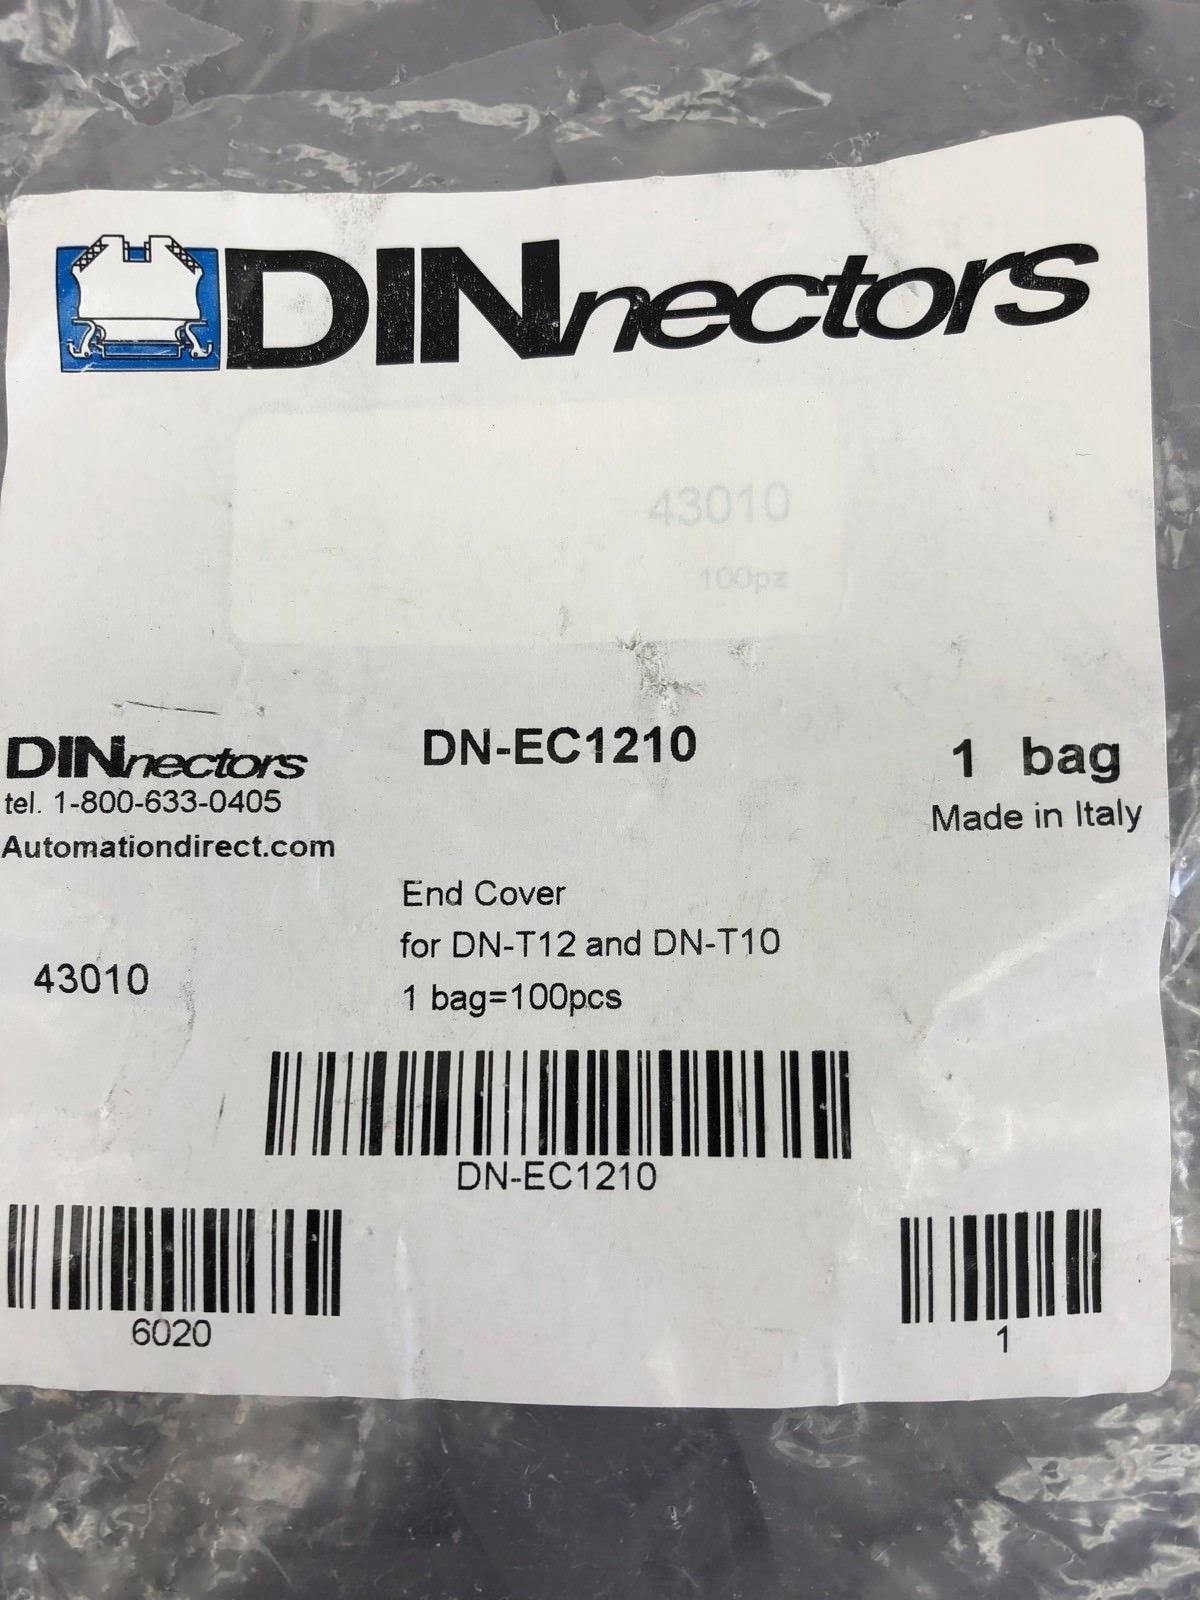 DINnectors
43010
100pz
DINnectors
tel. 1-800-633-0405
Automationdirect.com
DN-EC1210
1 bag
Made in Italy
End Cover
for DN-T12 and DN-T10
1 bag=100pcs
43010
DN-EC1210
6020
1